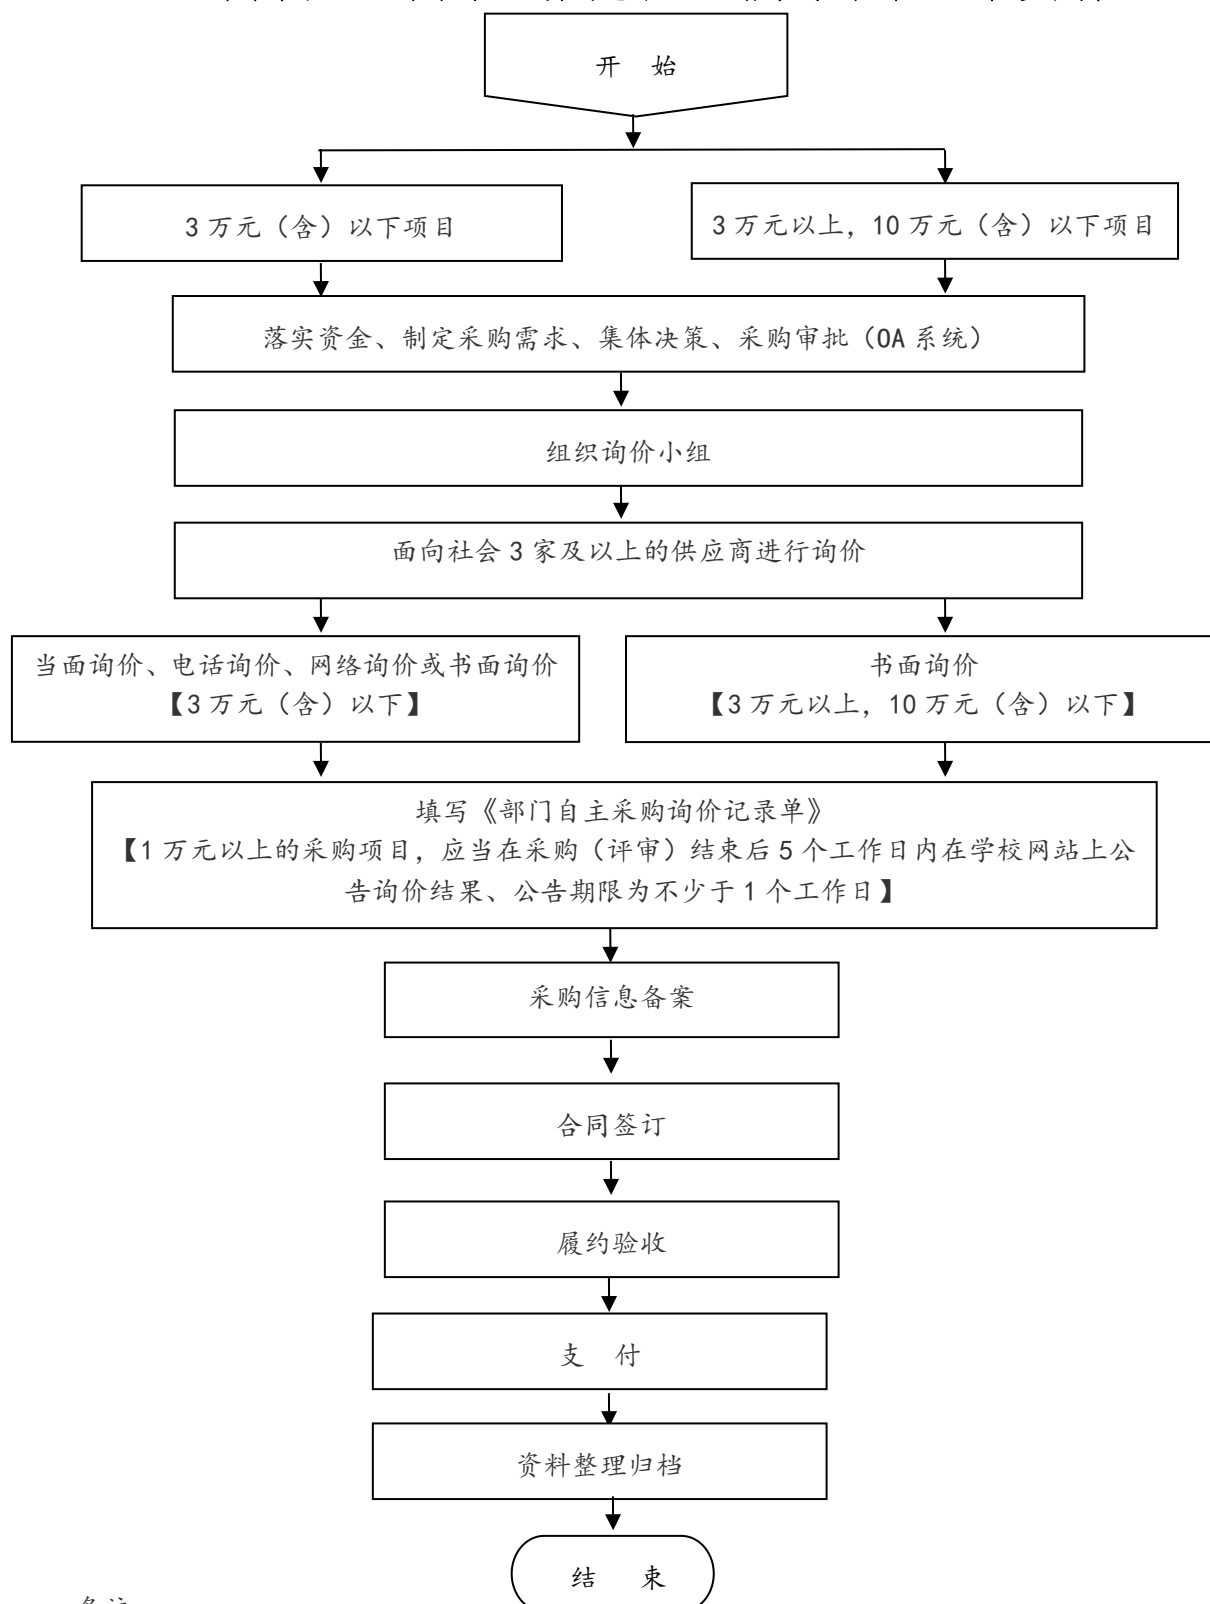 开 始
3万元（含）以下项目
3万元以上，10万元（含）以下项目
落实资金、制定采购需求、集体决策、采购审批（OA系统）
组织询价小组
面向社会3家及以上的供应商进行询价
当面询价、电话询价、网络询价或书面询价
【3万元（含）以下】
书面询价
【3万元以上，10万元（含）以下】
填写《部门自主采购询价记录单》
【1万元以上的采购项目，应当在采购（评审）结束后5个工作日内在学校网站上公
告询价结果、公告期限为不少于1个工作日】
采购信息备案
合同签订
履约验收
支 付
资料整理归档
结 束